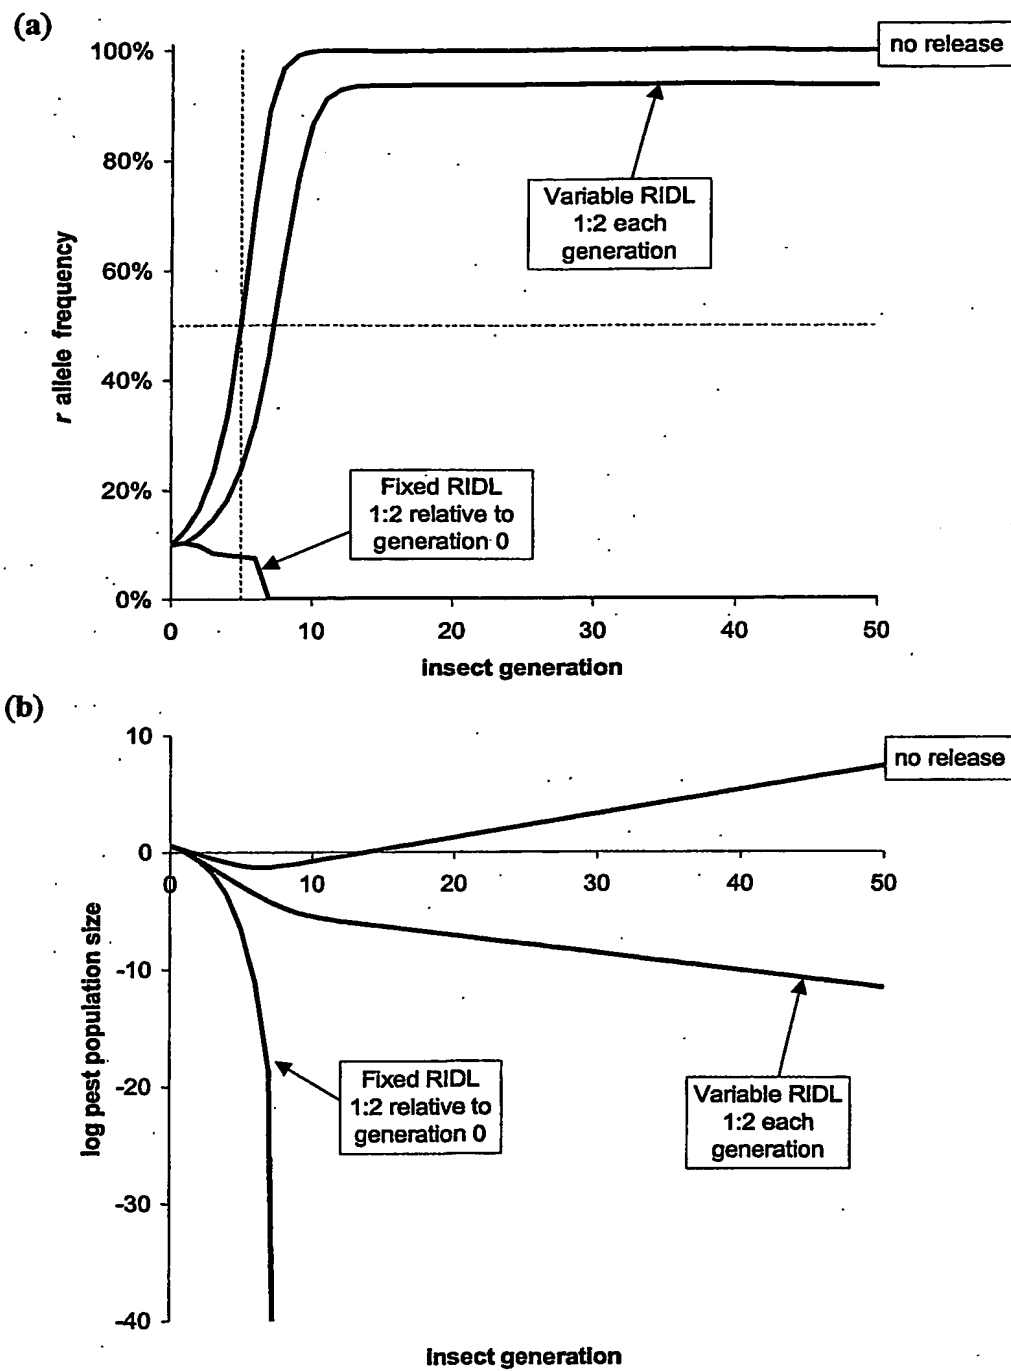 (a)
100%
80%
60%
40%
20%
0%
r allele frequency
no release
Variable RIDL
1:2 each
generation
Fixed RIDL
1:2 relative to
generation 0
0 10 20 30 40 50
insect generation
(b)
10
0
-10
-20
-30
-40
log pest population size
no release
0 10 20 30 40 50
Fixed RIDL
1:2 relative to
generation 0
Variable RIDL
1:2 each
generation
insect generation